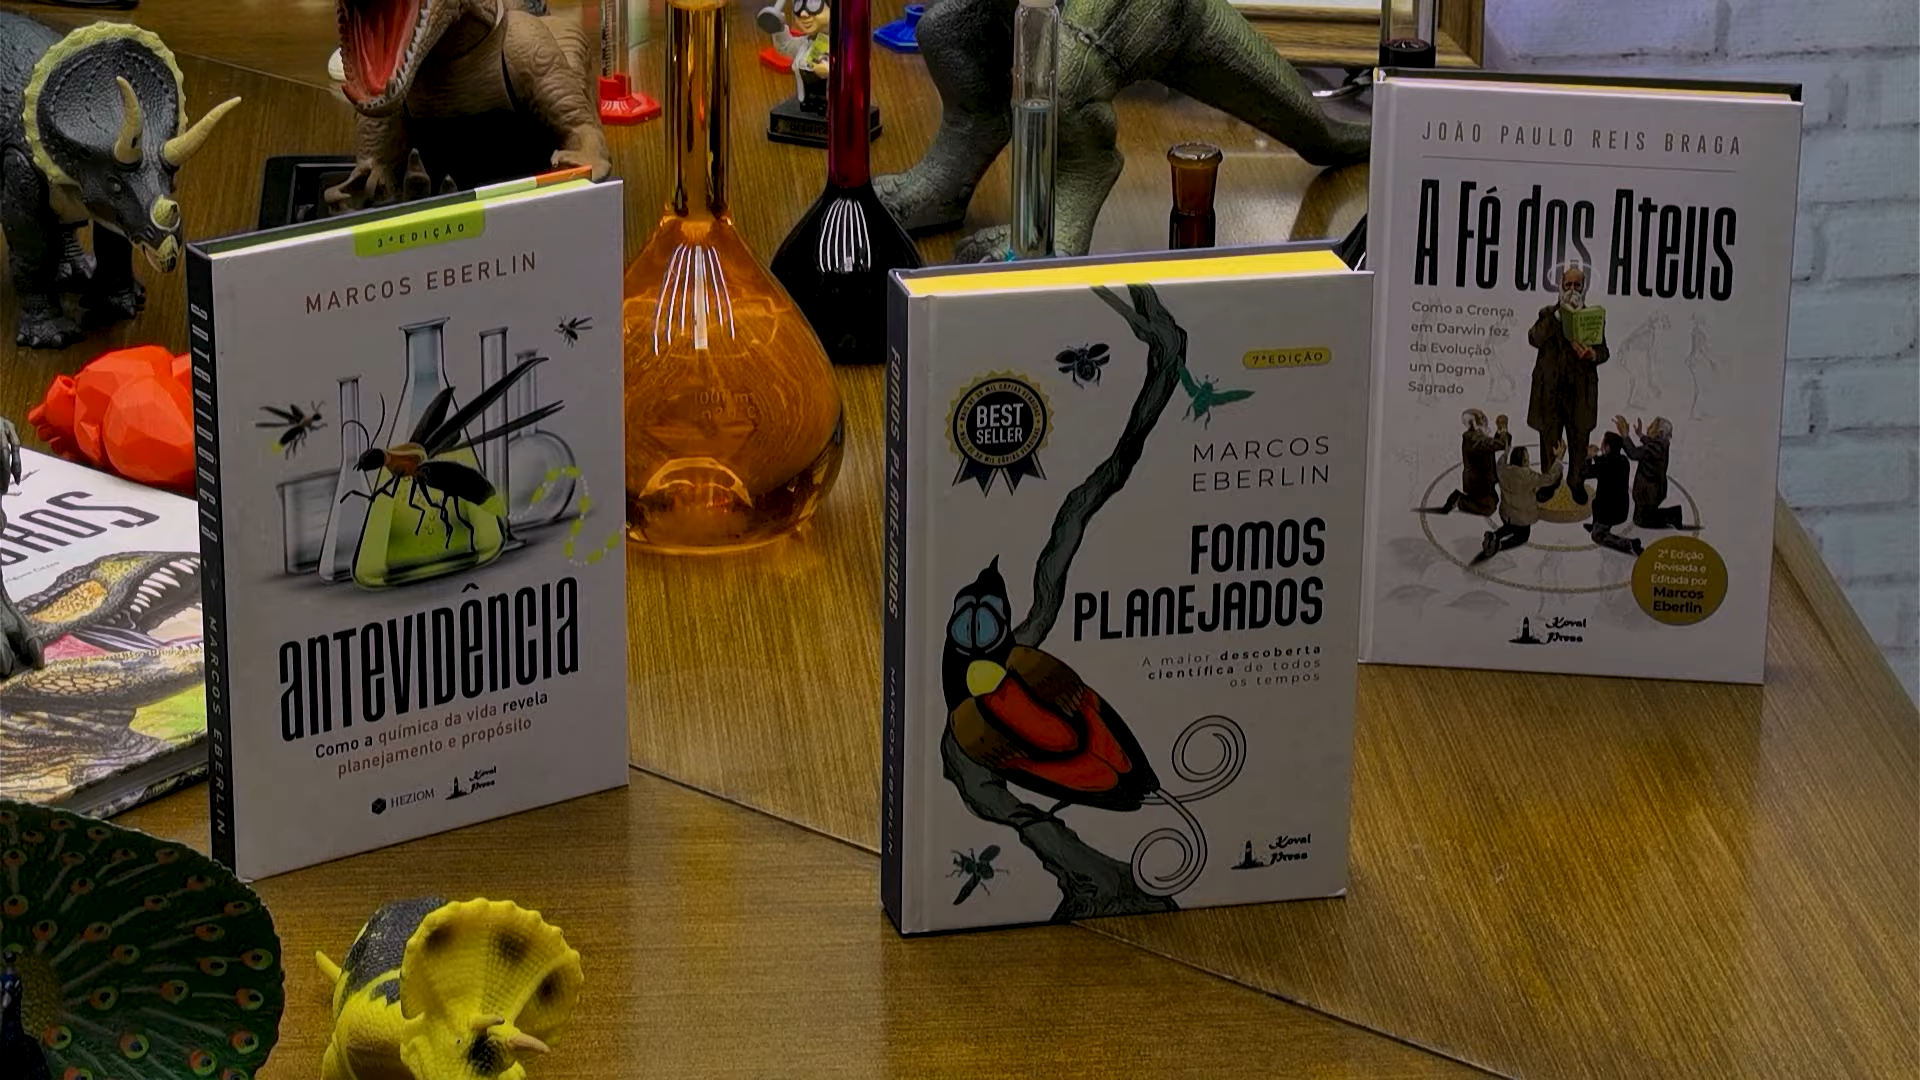 3ª EDIÇÃO
MARCOS EBERLIN
antevidência
Como a química da vida revela
planejamento e propósito
HEZIOM
Koval
Press
antevidência - MARCOS EBERLIN
FOMOS PLANEJADOS MARCOS EBERLIN
7ª EDIÇÃO
BEST
SELLER
MARCOS
EBERLIN
FOMOS
PLANEJADOS
A maior descoberta
científica de todos
os tempos
Koval
Press
JOÃO PAULO REIS BRAGA
A Fé dos Ateus
Como a Crença
em Darwin fez
da Evolução
um Dogma
Sagrado
2ª Edição
Revisada e
Editada por
Marcos
Eberlin
Koval
Press